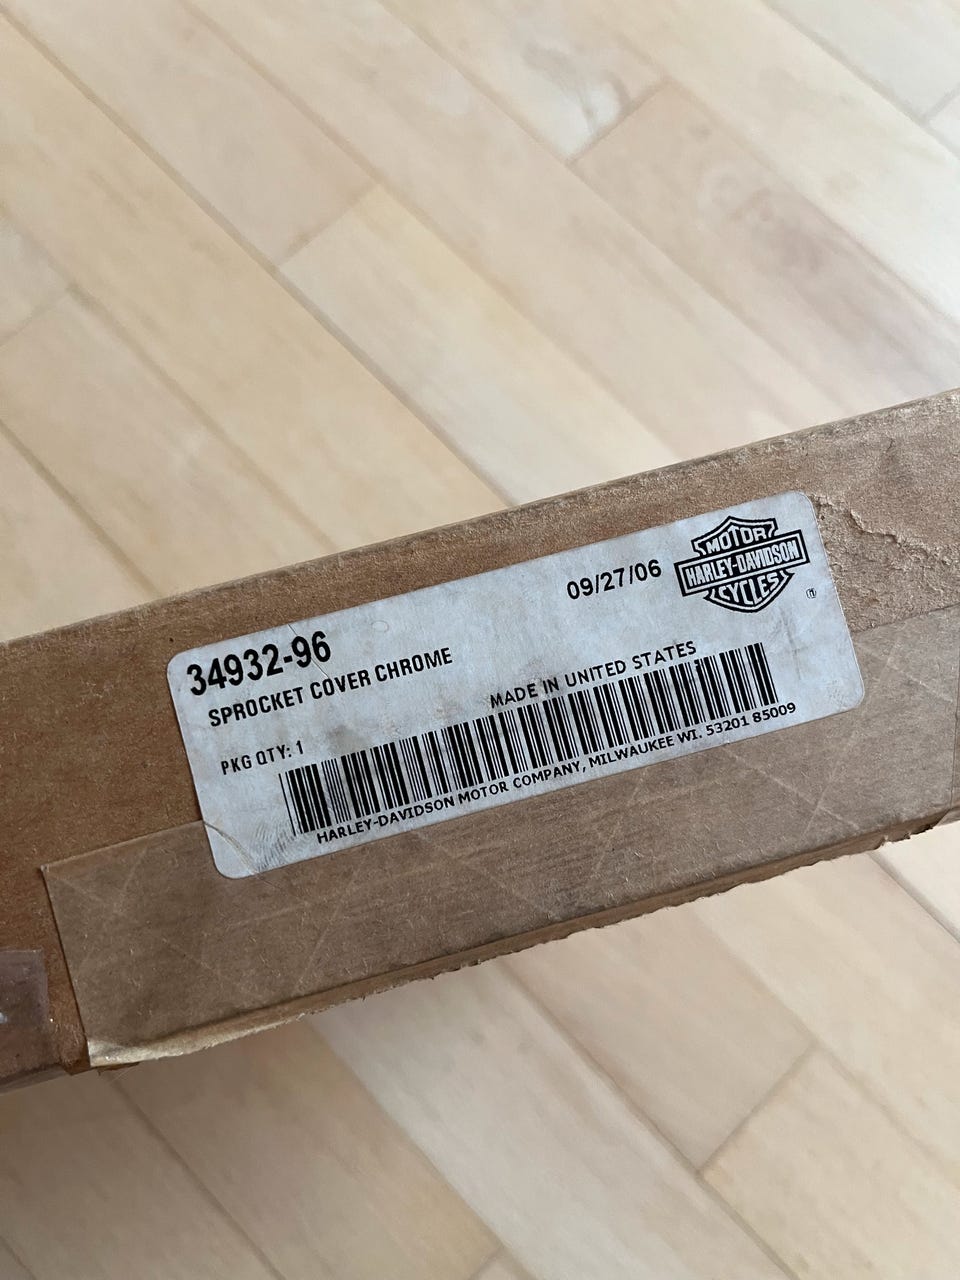 34932-96
09/27/06
MOTOR
HARLEY-DAVIDSON
CYCLES
SPROCKET COVER CHROME
MADE IN UNITED STATES
PKG QTY: 1
HARLEY-DAVIDSON MOTOR COMPANY, MILWAUKEE WI. 53201 85009